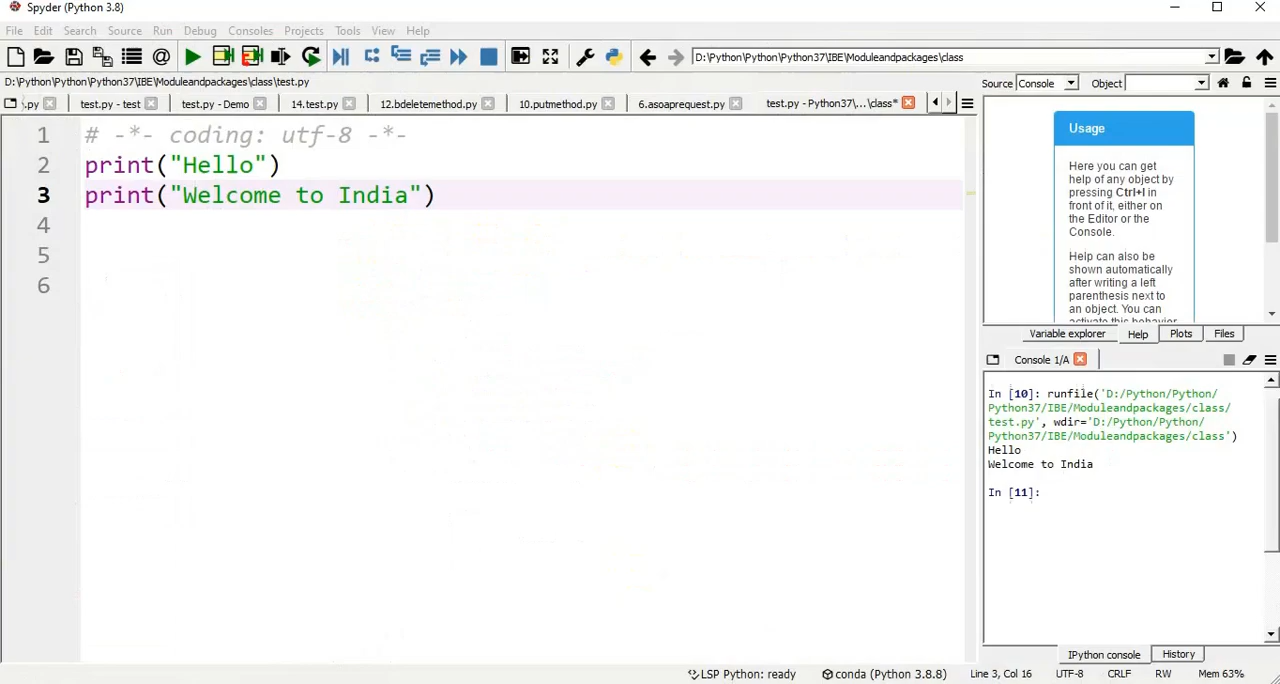 Spyder (Python 3.8)
File Edit Search Source Run Debug Consoles Projects Tools View Help
D:\Python\Python\Python37\IBE\Moduleandpackages\class
D:\Python\Python\Python37\IBE\Moduleandpackages\class\test.py
Source Console Object
.py test.py - test test.py - Demo 14.test.py 12.bdeletemethod.py 10.putmethod.py 6.asoaprequest.py test.py - Python37\...\class*
1 # -*- coding: utf-8 -*-
2 print("Hello")
3 print("Welcome to India")
4
5
6
Usage
Here you can get
help of any object by
pressing Ctrl+I in
front of it, either on
the Editor or the
Console.
Help can also be
shown automatically
after writing a left
parenthesis next to
an object. You can
activate this behavior
Variable explorer Help Plots Files
Console 1/A
In [10]: runfile('D:/Python/Python/
Python37/IBE/Moduleandpackages/class/
test.py', wdir='D:/Python/Python/
Python37/IBE/Moduleandpackages/class')
Hello
Welcome to India
In [11]:
IPython console History
LSP Python: ready conda (Python 3.8.8) Line 3, Col 16 UTF-8 CRLF RW Mem 63%